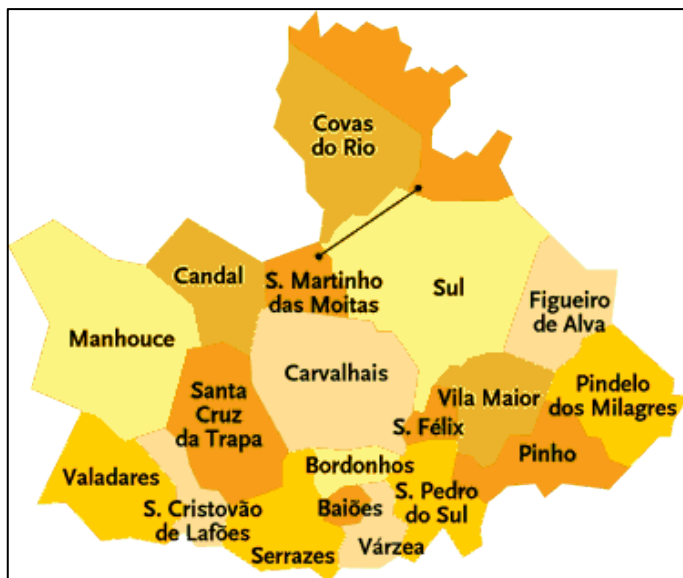 Covas
do Rio
Candal
S. Martinho
das Moitas
Sul
Figueiro
de Alva
Manhouce
Carvalhais
Santa
Cruz
da Trapa
Vila Maior
Pindelo
dos Milagres
S. Félix
Pinho
Valadares
Bordonhos
S. Cristovão
de Lafões
Baiões
S. Pedro
do Sul
Serrazes
Várzea